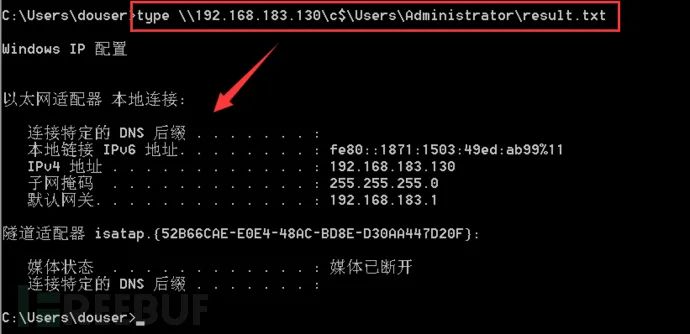 C:\Users\douser>type \\192.168.183.130\c$\Users\Administrator\result.txt
Windows IP 配置
以太网适配器 本地连接:
连接特定的 DNS 后缀 . . . . . . . :
本地链接 IPv6 地址. . . . . . . . : fe80::1871:1503:49ed:ab99%11
IPv4 地址 . . . . . . . . . . . . : 192.168.183.130
子网掩码 . . . . . . . . . . . . : 255.255.255.0
默认网关. . . . . . . . . . . . . : 192.168.183.1
隧道适配器 isatap.{52B66CAE-E0E4-48AC-BD8E-D30AA447D20F}:
媒体状态 . . . . . . . . . . . . : 媒体已断开
连接特定的 DNS 后缀 . . . . . . . :
C:\Users\douser>_
REEBUF